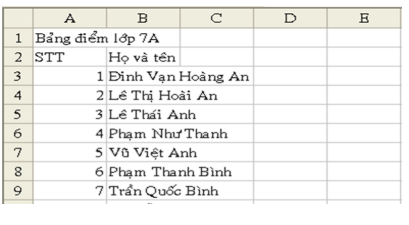 A B C D E
1 Bảng điểm lớp 7A
2 STT Họ và tên
3 1 Đinh Vạn Hoàng An
4 2 Lê Thị Hoài An
5 3 Lê Thái Anh
6 4 Phạm Như Thanh
7 5 Vũ Việt Anh
8 6 Phạm Thanh Bình
9 7 Trần Quốc Bình